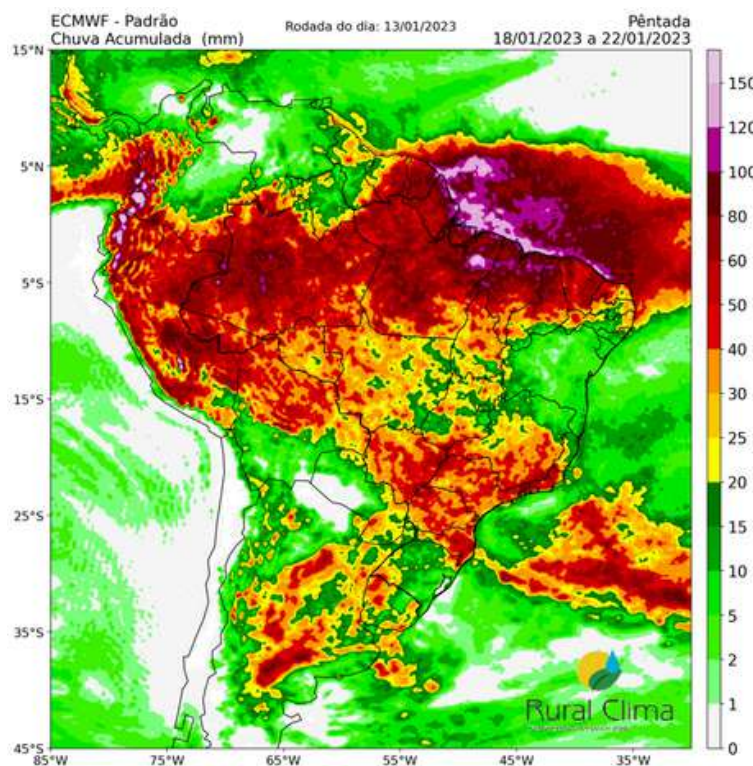 ECMWF - Padrão
Chuva Acumulada (mm)
Rodada do dia: 13/01/2023
Pêntada
18/01/2023 a 22/01/2023
15°N
5°N
5°S
15°S
25°S
35°S
45°S
85°W
75°W
65°W
55°W
45°W
35°W
150
120
100
80
60
50
40
30
25
20
15
10
5
2
1
0
Rural Clima